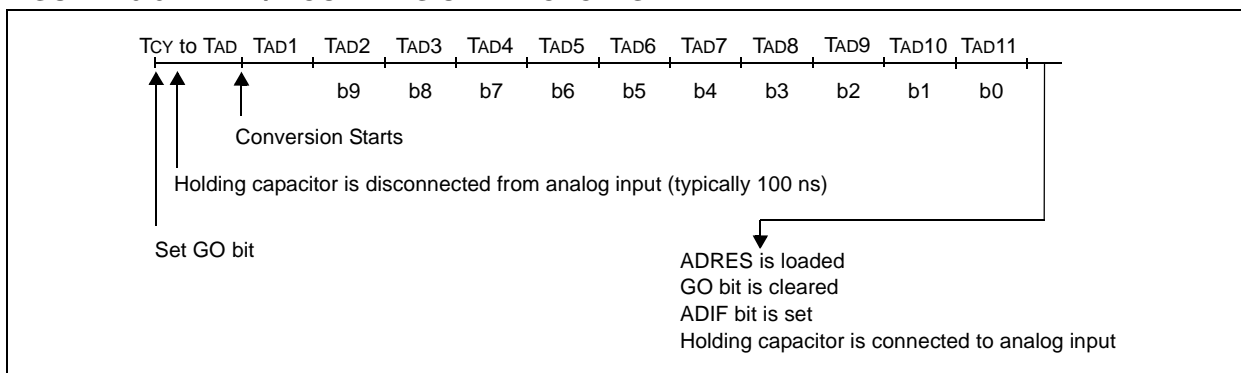 TCY to TAD TAD1 TAD2 TAD3 TAD4 TAD5 TAD6 TAD7 TAD8 TAD9 TAD10 TAD11
b9 b8 b7 b6 b5 b4 b3 b2 b1 b0
Conversion Starts
Holding capacitor is disconnected from analog input (typically 100 ns)
Set GO bit
ADRES is loaded
GO bit is cleared
ADIF bit is set
Holding capacitor is connected to analog input